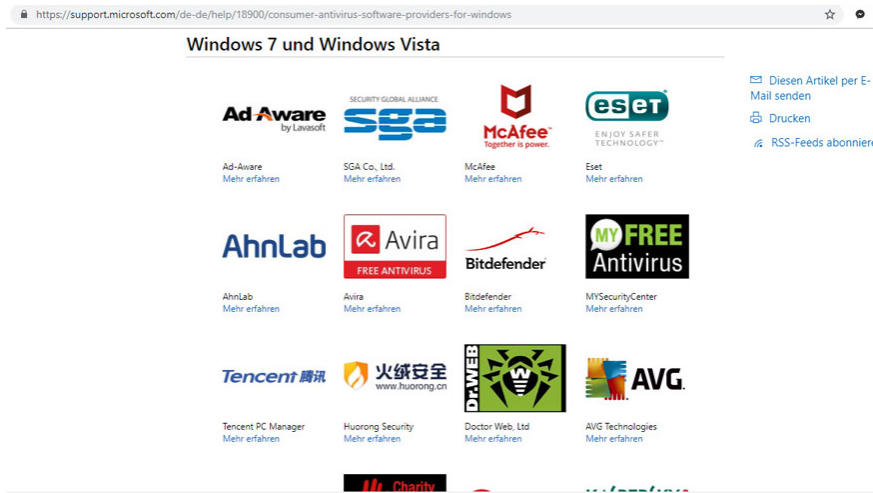 https://support.microsoft.com/de-de/help/18900/consumer-antivirus-software-providers-for-windows
Windows 7 und Windows Vista
Diesen Artikel per E-
Mail senden
Drucken
RSS-Feeds abonniere
Ad-Aware
by Lavasoft
SECURITY GLOBAL ALLIANCE
sga
McAfee™
Together is power.
eseT
ENJOY SAFER
TECHNOLOGY™
Ad-Aware
SGA Co., Ltd.
McAfee
Eset
Mehr erfahren
Mehr erfahren
Mehr erfahren
Mehr erfahren
AhnLab
Avira
FREE ANTIVIRUS
Bitdefender
MY FREE
Antivirus
AhnLab
Avira
Bitdefender
MYSecurityCenter
Mehr erfahren
Mehr erfahren
Mehr erfahren
Mehr erfahren
Tencent 腾讯
火绒安全
www.huorong.cn
Dr.WEB
AVG.
Tencent PC Manager
Huorong Security
Doctor Web, Ltd
AVG Technologies
Mehr erfahren
Mehr erfahren
Mehr erfahren
Mehr erfahren
Charity